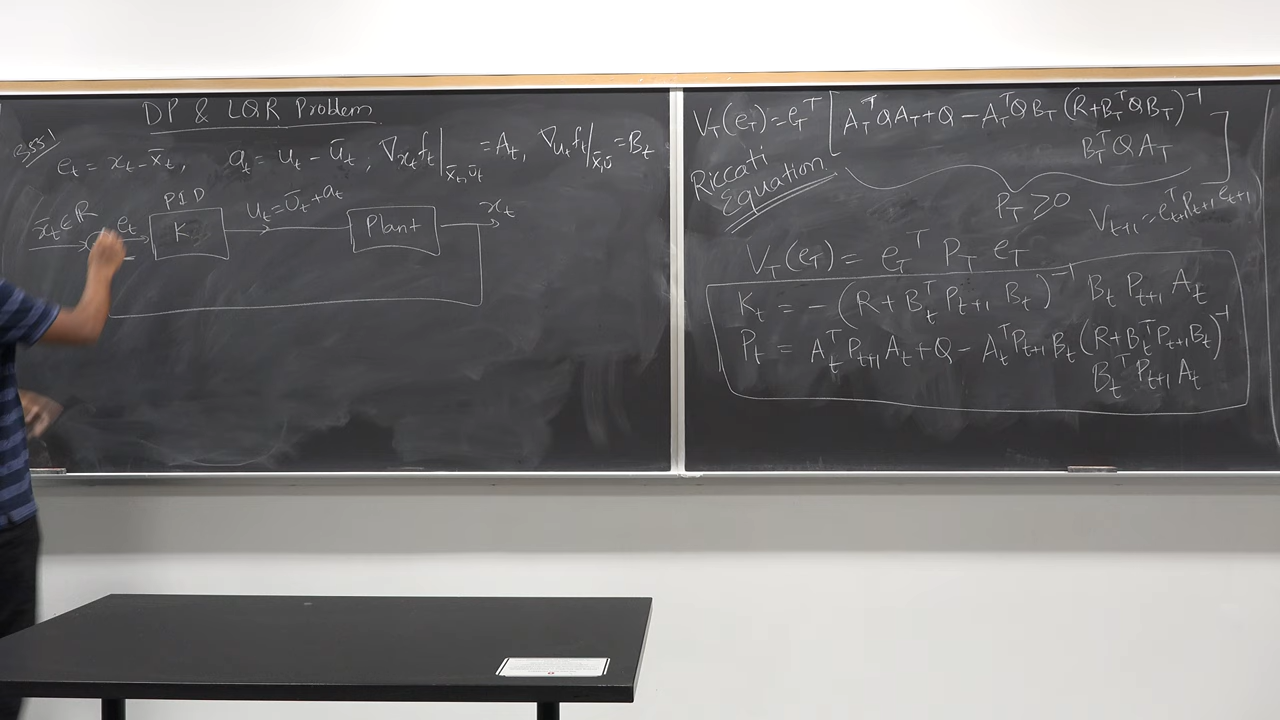 DP & LQR Problem
BSS!
e_t = x_t - x̄_t, a_t = u_t - ū_t ; ∇_{x_t} f_t |_{x̄_t, ū_t} = A_t, ∇_{u_t} f_t |_{x̄, ū} = B_t
PID
x̄_t ∈ R e_t K u_t = ū_t + a_t Plant x_t
V_T(e_T) = e_T^T [ A_T^T Q A_T + Q - A_T^T Q B_T (R + B_T^T Q B_T)^{-1}
B_T^T Q A_T ]
Riccati
Equation.
P_T ≥ 0
V_{t+1} = e_{t+1}^T P_{t+1} e_{t+1}
V_T(e_T) = e_T^T P_T e_T
K_t = - (R + B_t^T P_{t+1} B_t)^{-1} B_t P_{t+1} A_t
P_t = A_t^T P_{t+1} A_t + Q - A_t^T P_{t+1} B_t (R + B_t^T P_{t+1} B_t)^{-1}
B_t^T P_{t+1} A_t